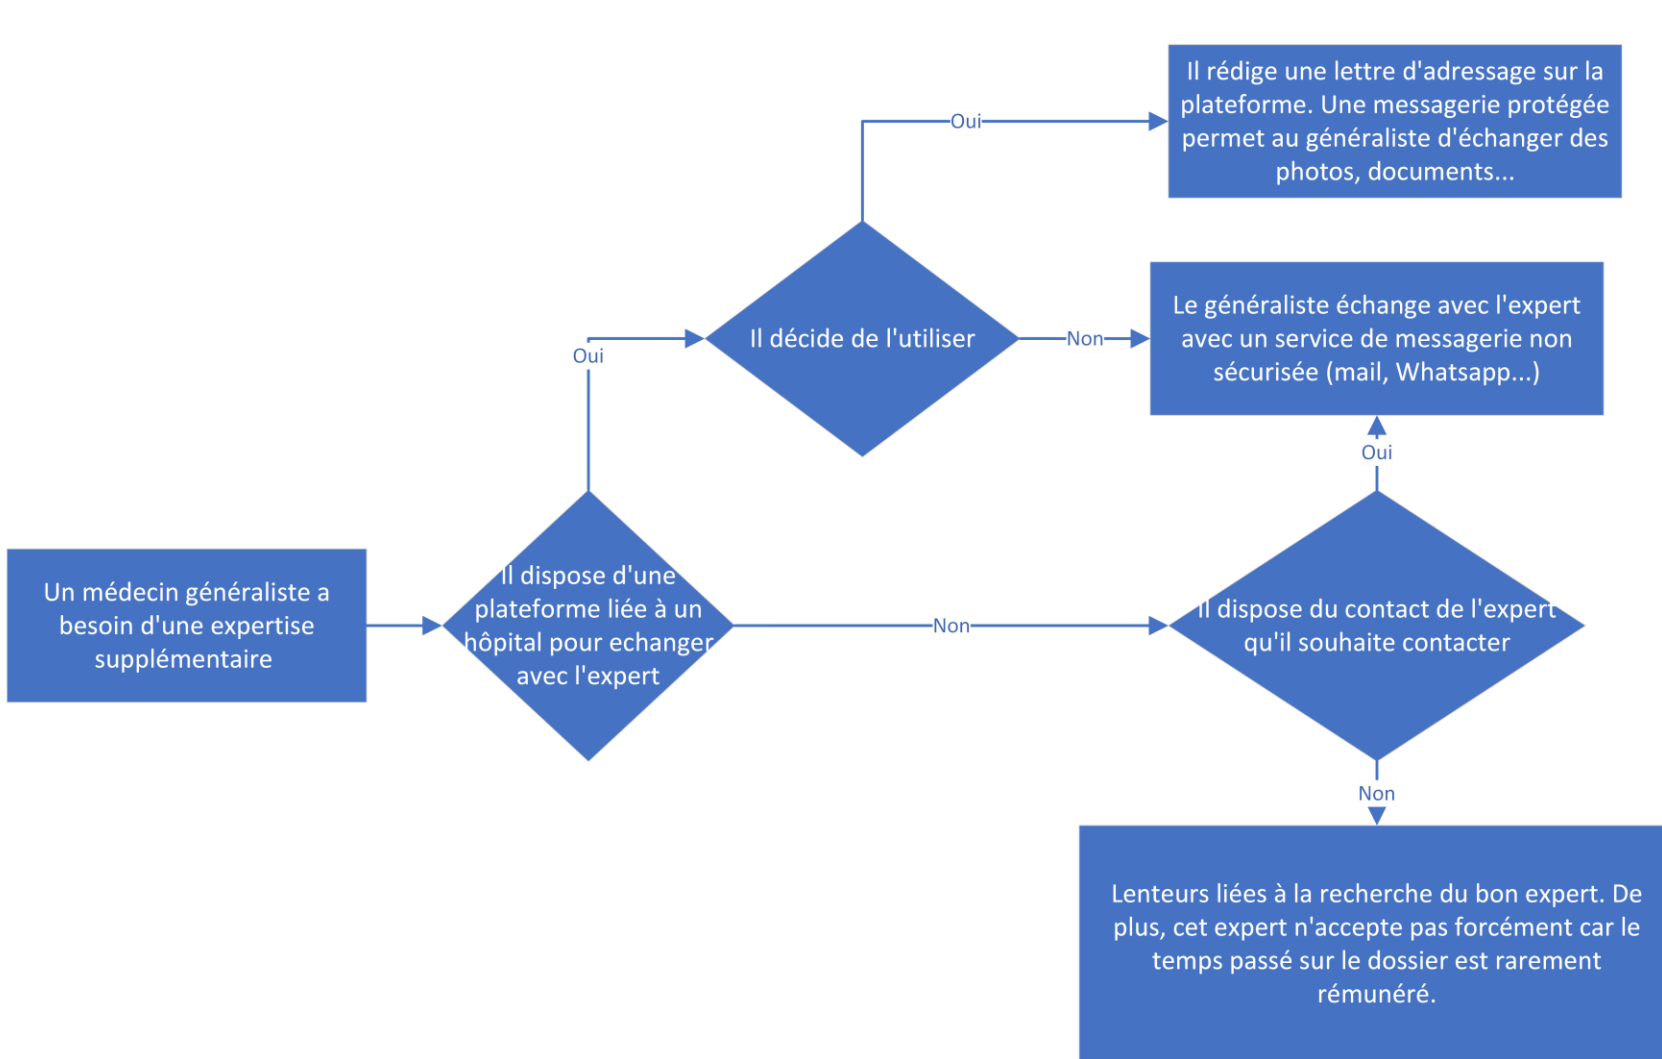 Il rédige une lettre d'adressage sur la
plateforme. Une messagerie protégée
permet au généraliste d'échanger des
photos, documents...
Oui
Il décide de l'utiliser
Non
Le généraliste échange avec l'expert
avec un service de messagerie non
sécurisée (mail, Whatsapp...)
Oui
Oui
Un médecin généraliste a
besoin d'une expertise
supplémentaire
Il dispose d'une
plateforme liée à un
hôpital pour echanger
avec l'expert
Non
Il dispose du contact de l'expert
qu'il souhaite contacter
Non
Lenteurs liées à la recherche du bon expert. De
plus, cet expert n'accepte pas forcément car le
temps passé sur le dossier est rarement
rémunéré.